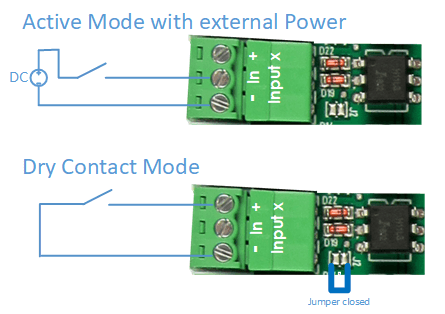 Active Mode with external Power
DC
- In +
Input x
D22
D19
Dry Contact Mode
- In +
Input x
D22
D19
J2
Jumper closed